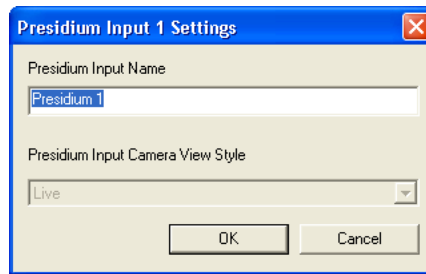 Presidium Input 1 Settings
Presidium Input Name
Presidium 1
Presidium Input Camera View Style
Live
OK Cancel